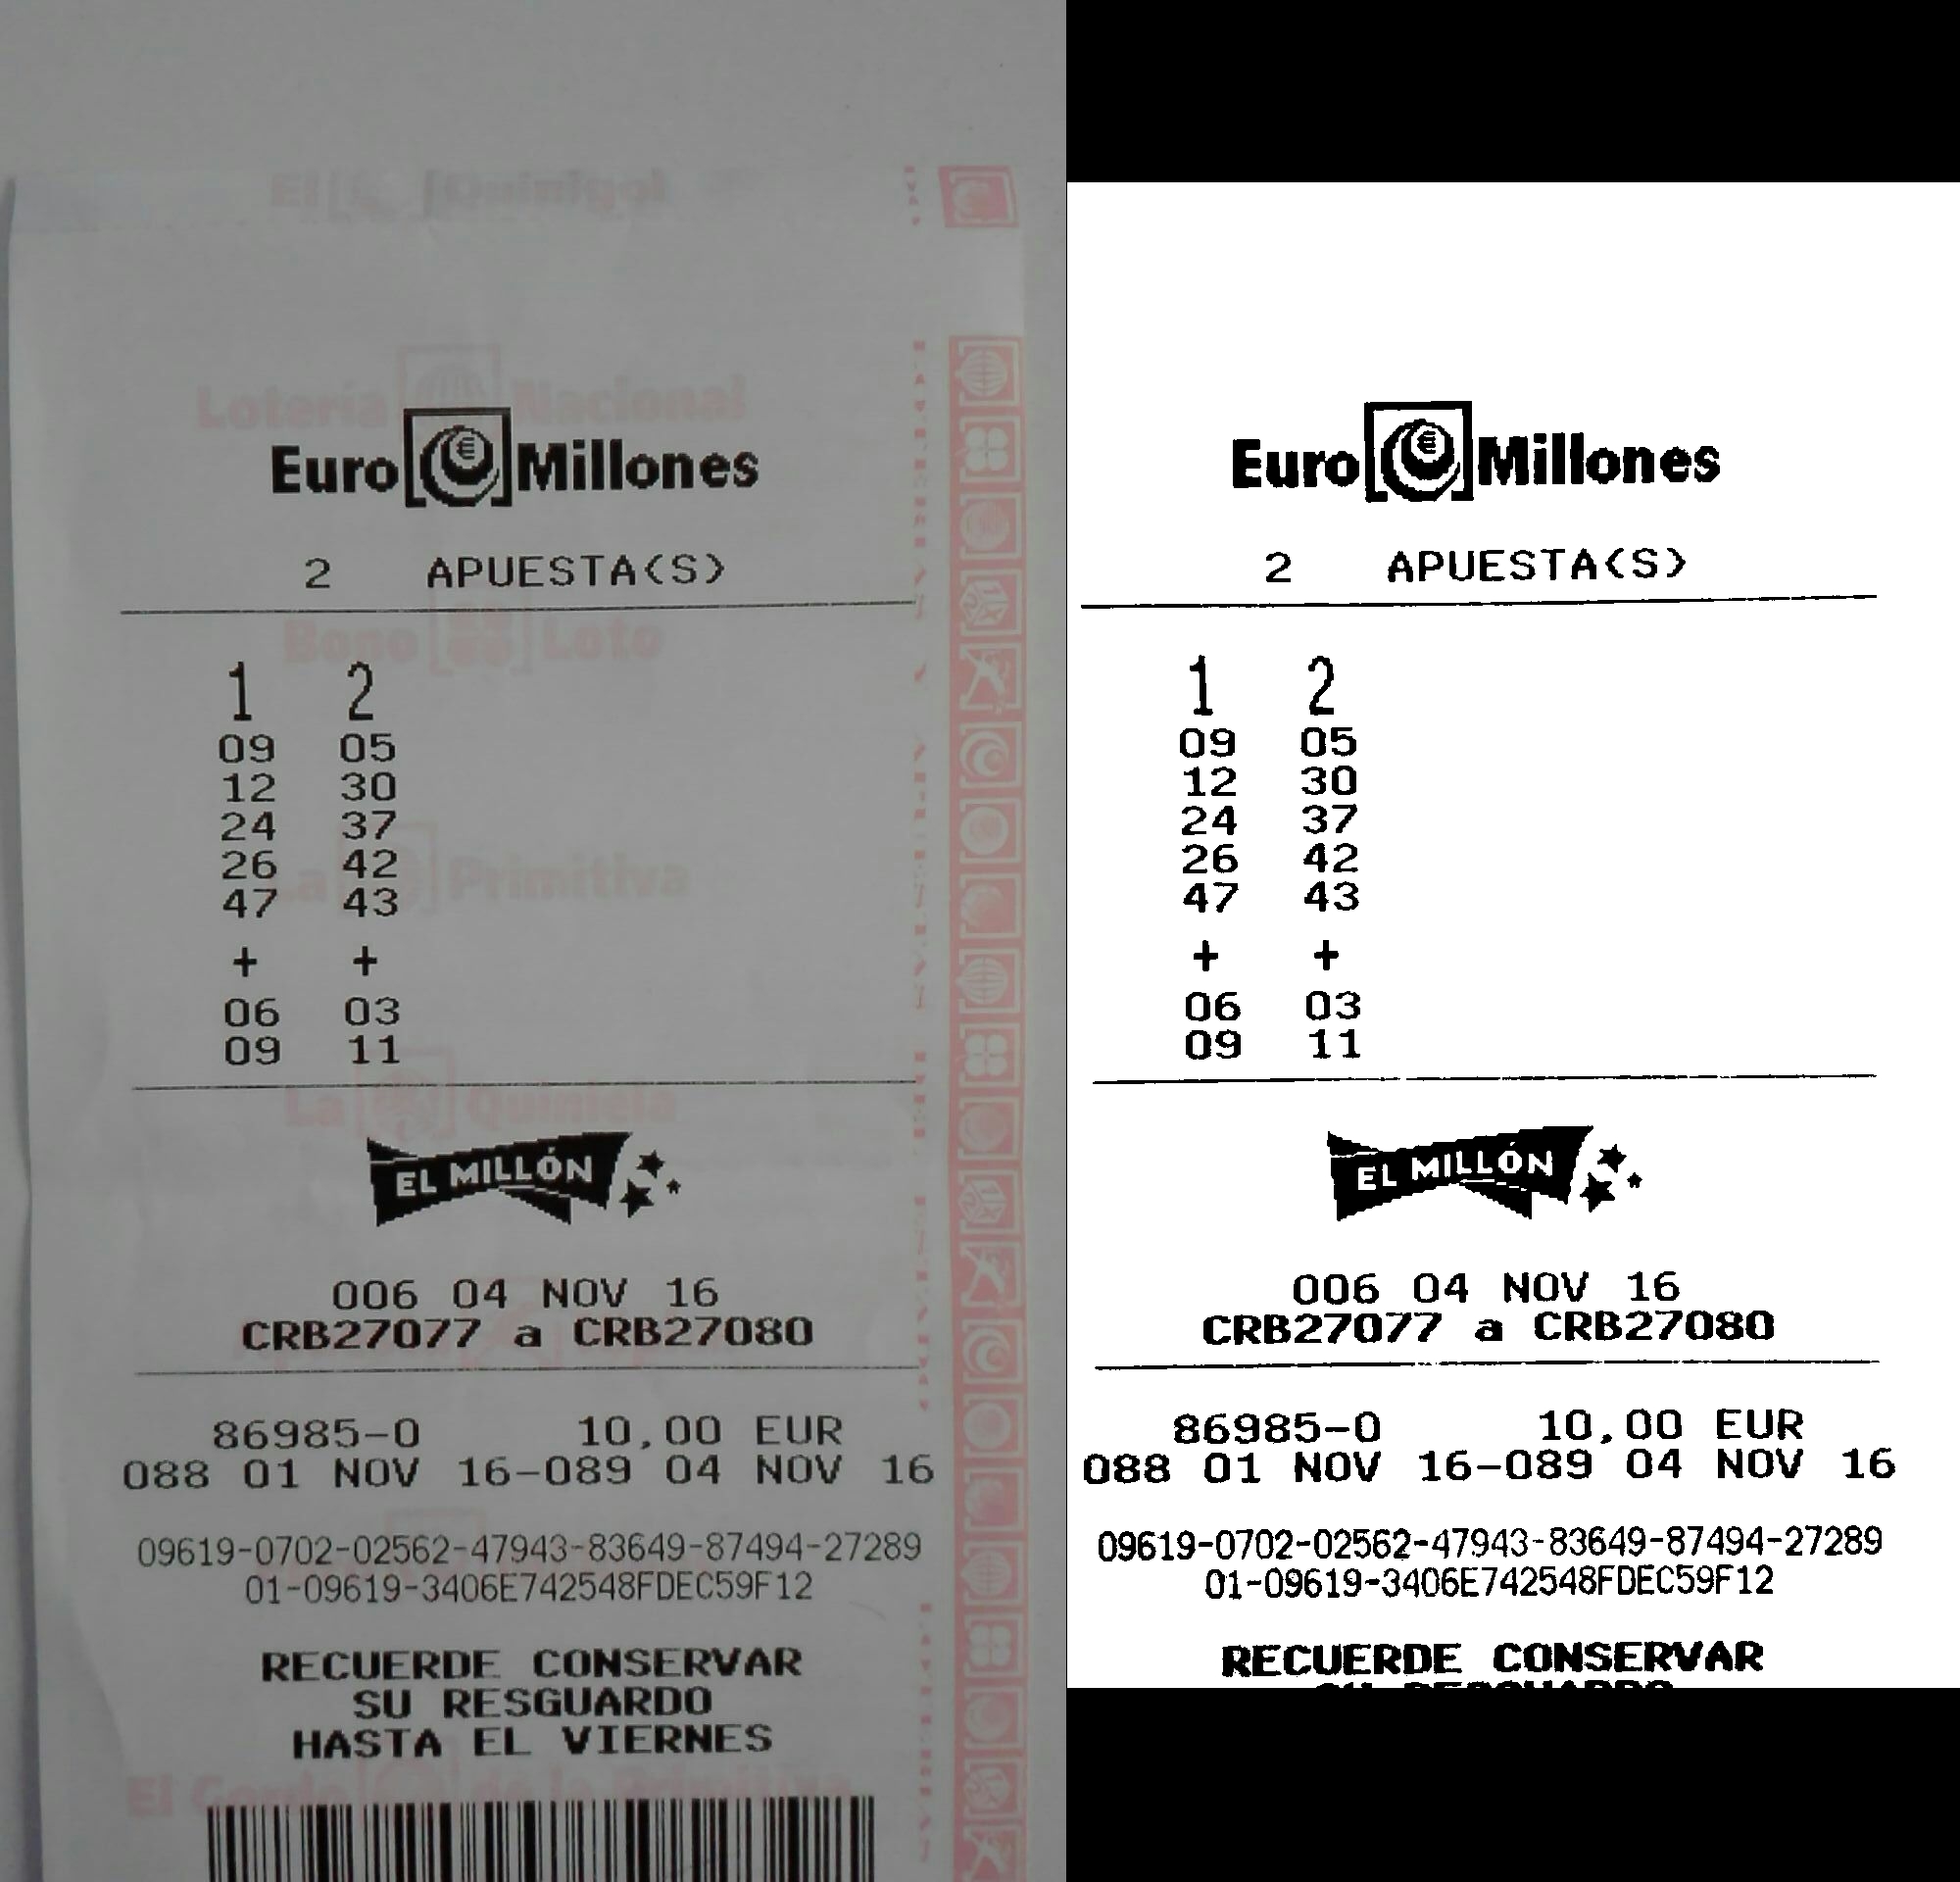 El Quinigol
Lotería Nacional
Euro Millones
2 APUESTA(S)
Bono Loto
1 2
09 05
12 30
24 37
26 42
La Primitiva
47 43
+ +
06 03
09 11
La Quiniela
EL MILLÓN
006 04 NOV 16
CRB27077 a CRB27080
86985-0 10,00 EUR
088 01 NOV 16-089 04 NOV 16
09619-0702-02562-47943-83649-87494-27289
01-09619-3406E742548FDEC59F12
RECUERDE CONSERVAR
SU RESGUARDO
HASTA EL VIERNES
El Gordo de la Primitiva
Euro Millones
2 APUESTA(S)
1 2
09 05
12 30
24 37
26 42
47 43
+ +
06 03
09 11
EL MILLÓN
006 04 NOV 16
CRB27077 a CRB27080
86985-0 10,00 EUR
088 01 NOV 16-089 04 NOV 16
09619-0702-02562-47943-83649-87494-27289
01-09619-3406E742548FDEC59F12
RECUERDE CONSERVAR
SU RESGUARDO